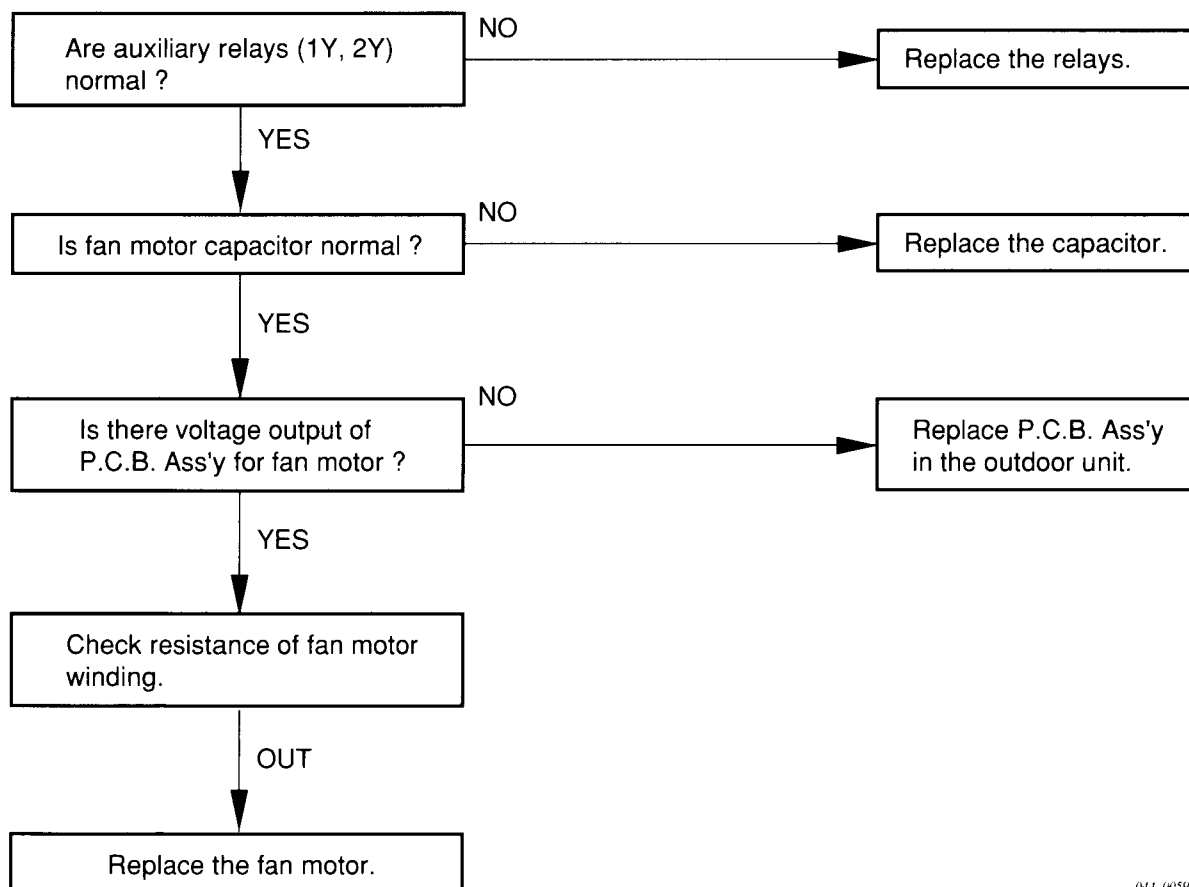 Are auxiliary relays (1Y, 2Y)
normal ?
NO
Replace the relays.
YES
Is fan motor capacitor normal ?
NO
Replace the capacitor.
YES
Is there voltage output of
P.C.B. Ass'y for fan motor ?
NO
Replace P.C.B. Ass'y
in the outdoor unit.
YES
Check resistance of fan motor
winding.
OUT
Replace the fan motor.